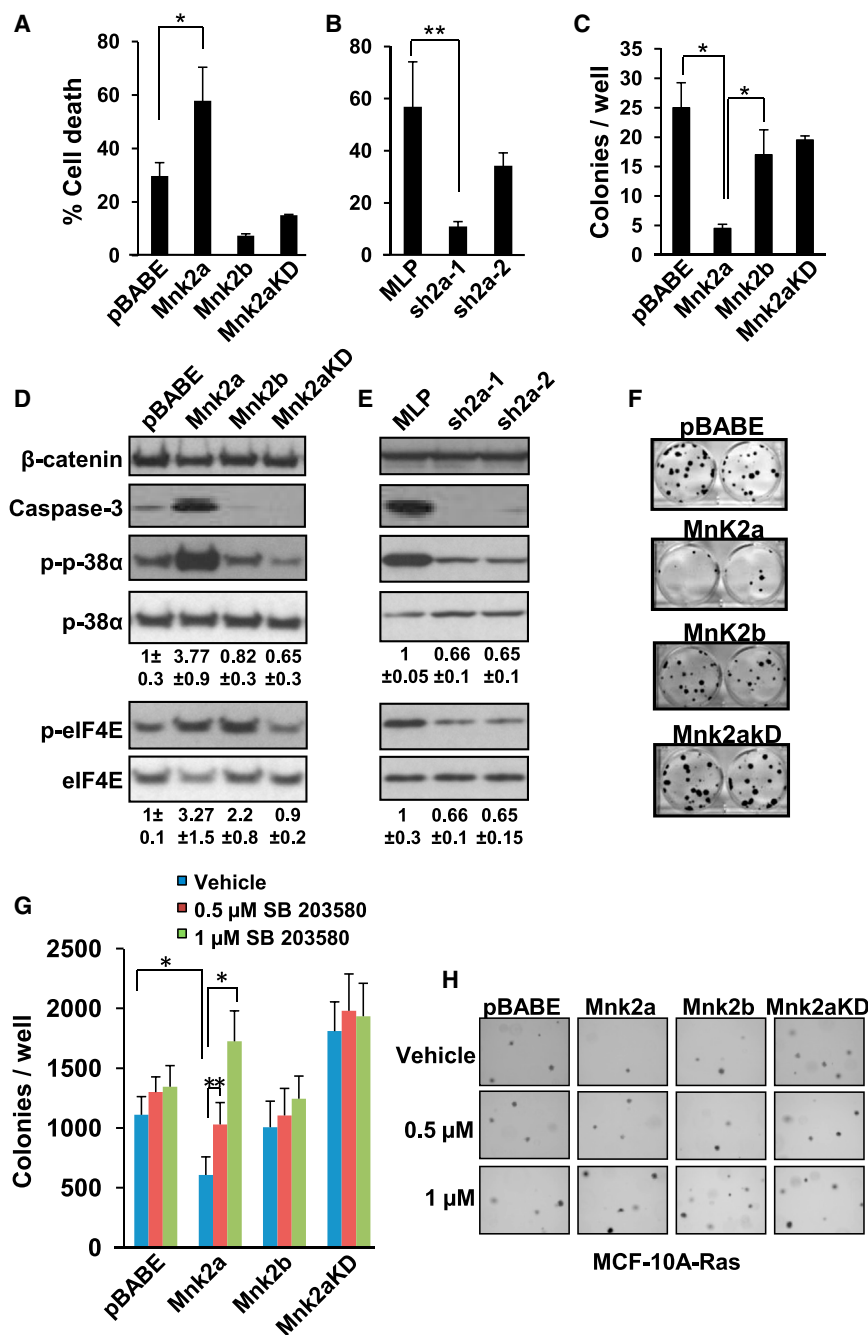 A
*
80
60
40
20
0
% Cell death
pBABE
Mnk2a
Mnk2b
Mnk2aKD
B
**
80
60
40
20
0
MLP
sh2a-1
sh2a-2
C
*
*
35
30
25
20
15
10
5
0
Colonies / well
pBABE
Mnk2a
Mnk2b
Mnk2aKD
D
pBABE
Mnk2a
Mnk2b
Mnk2aKD
β-catenin
Caspase-3
p-p-38α
p-38α
1± 3.77 0.82 0.65
0.3 ±0.9 ±0.3 ±0.3
p-eIF4E
eIF4E
1± 3.27 2.2 0.9
0.1 ±1.5 ±0.8 ±0.2
E
MLP
sh2a-1
sh2a-2
1 0.66 0.65
±0.05 ±0.1 ±0.1
1 0.66 0.65
±0.3 ±0.1 ±0.15
F
pBABE
MnK2a
MnK2b
Mnk2akD
G
Vehicle
0.5 µM SB 203580
1 µM SB 203580
2500
2000
1500
1000
500
0
Colonies / well
*
*
**
pBABE
Mnk2a
Mnk2b
Mnk2aKD
H
pBABE Mnk2a Mnk2b Mnk2aKD
Vehicle
0.5 µM
1 µM
MCF-10A-Ras